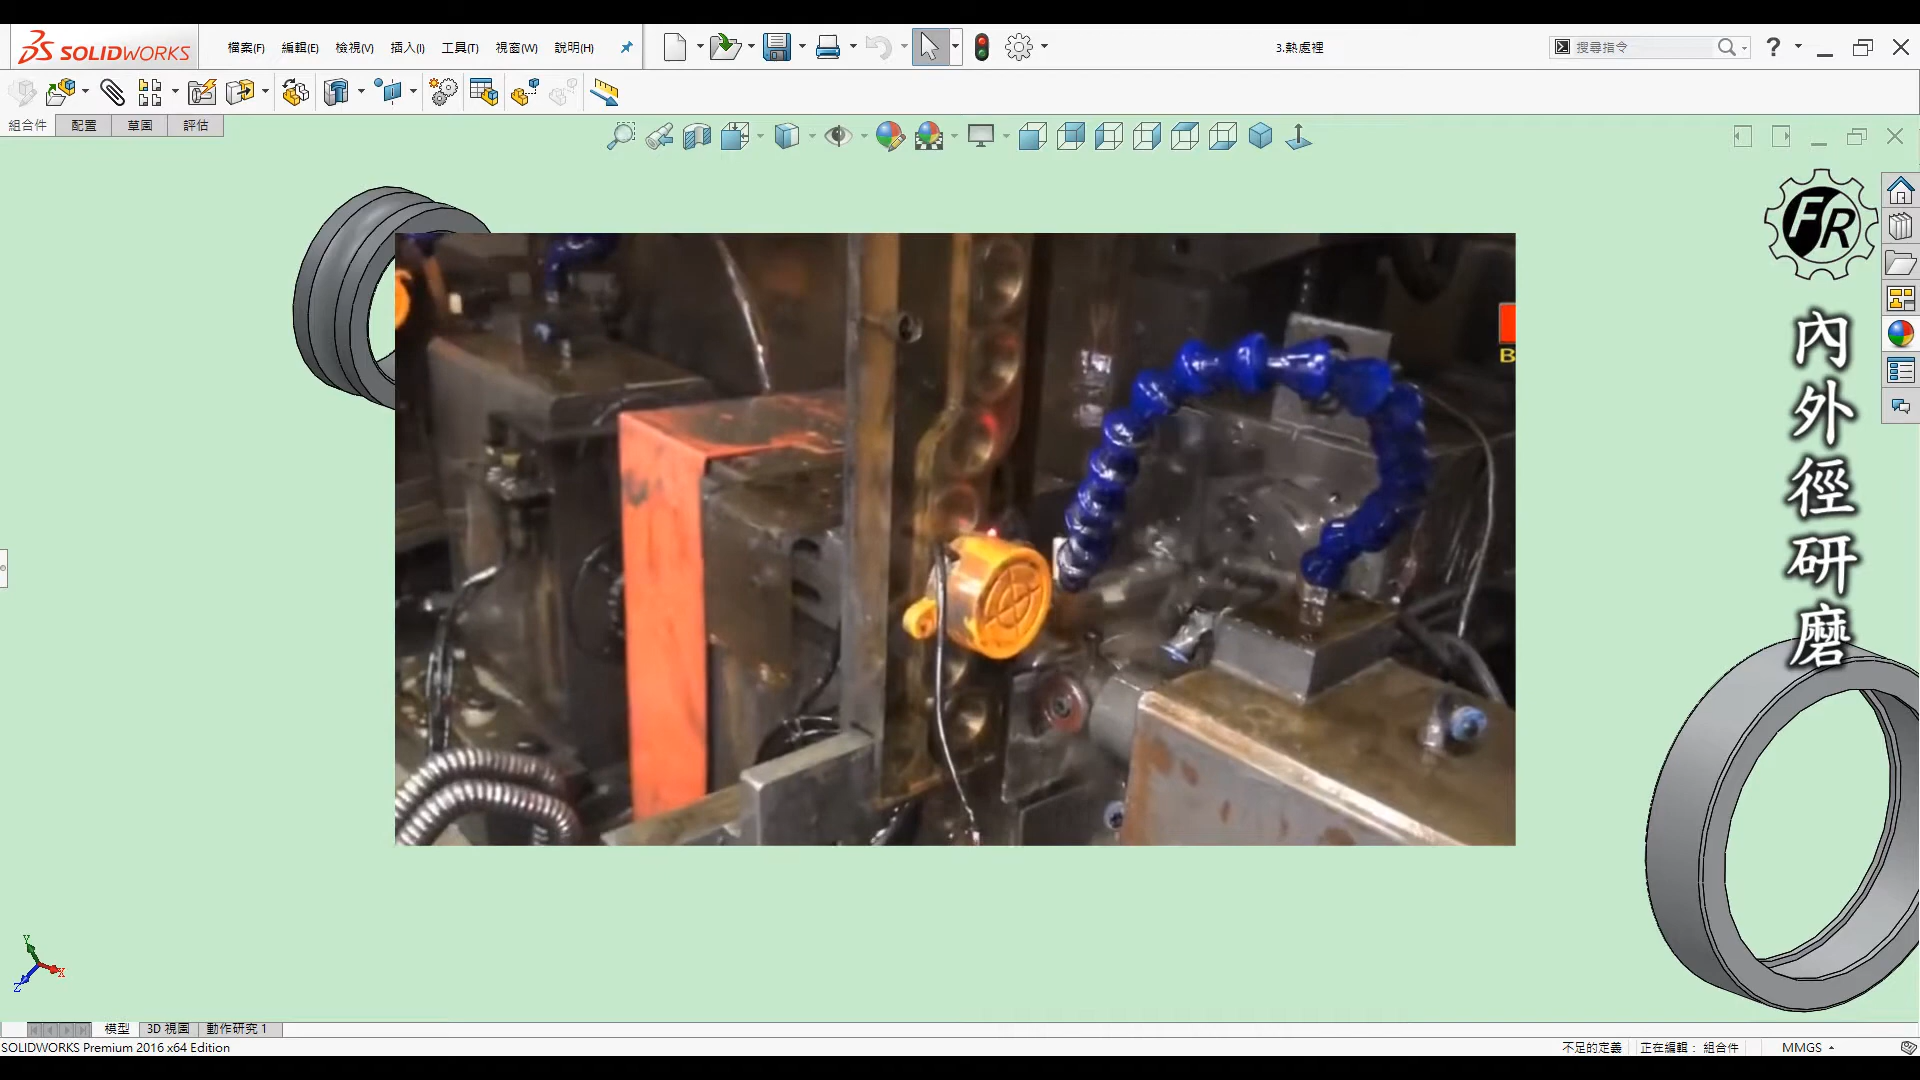 SOLIDWORKS
檔案(F) 編輯(E) 檢視(V) 插入(I) 工具(T) 視窗(W) 說明(H)
3.熱處裡
搜尋指令
組合件 配置 草圖 評估
FR
內外徑研磨
B
模型 3D 視圖 動作研究 1
SOLIDWORKS Premium 2016 x64 Edition
不足的定義 正在編輯： 組合件 MMGS
Y
X
Z